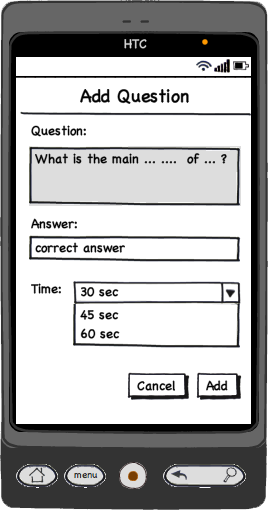 HTC
Add Question
Question:
What is the main ... .... of ... ?
Answer:
correct answer
Time:
30 sec
45 sec
60 sec
Cancel
Add
menu